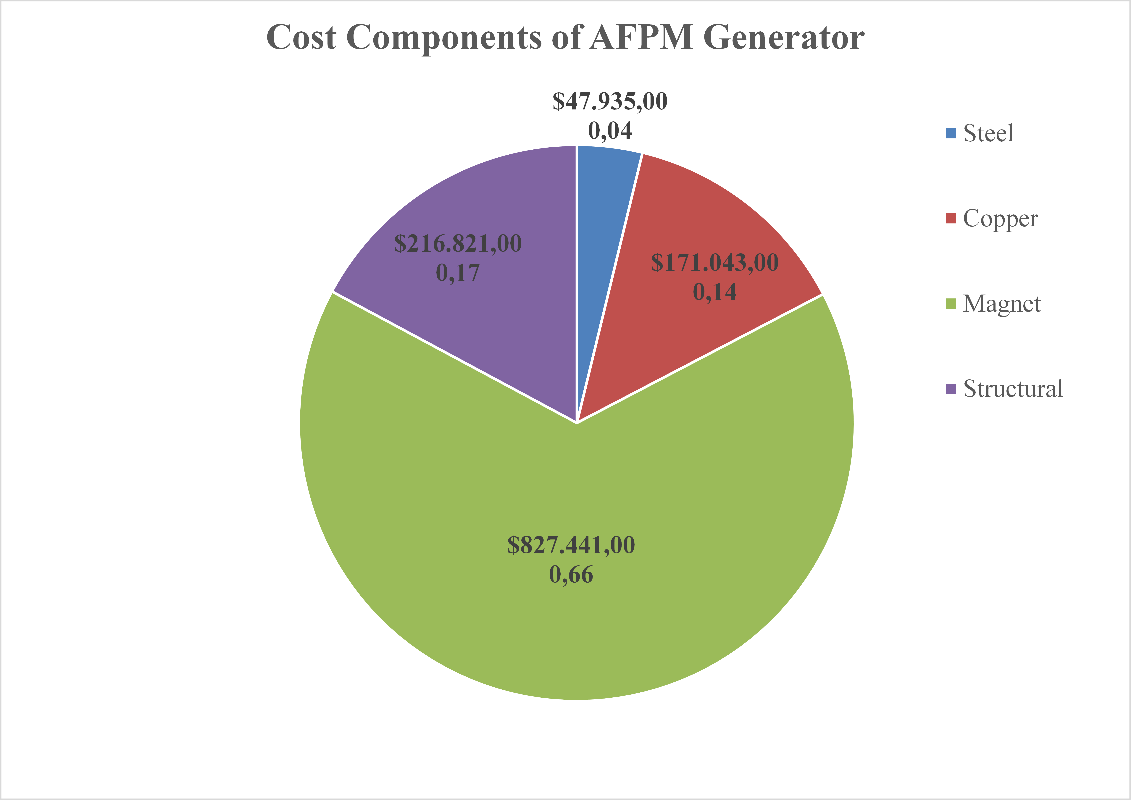 Cost Components of AFPM Generator
$47.935,00
0,04
$171.043,00
0,14
$827.441,00
0,66
$216.821,00
0,17
Steel
Copper
Magnet
Structural